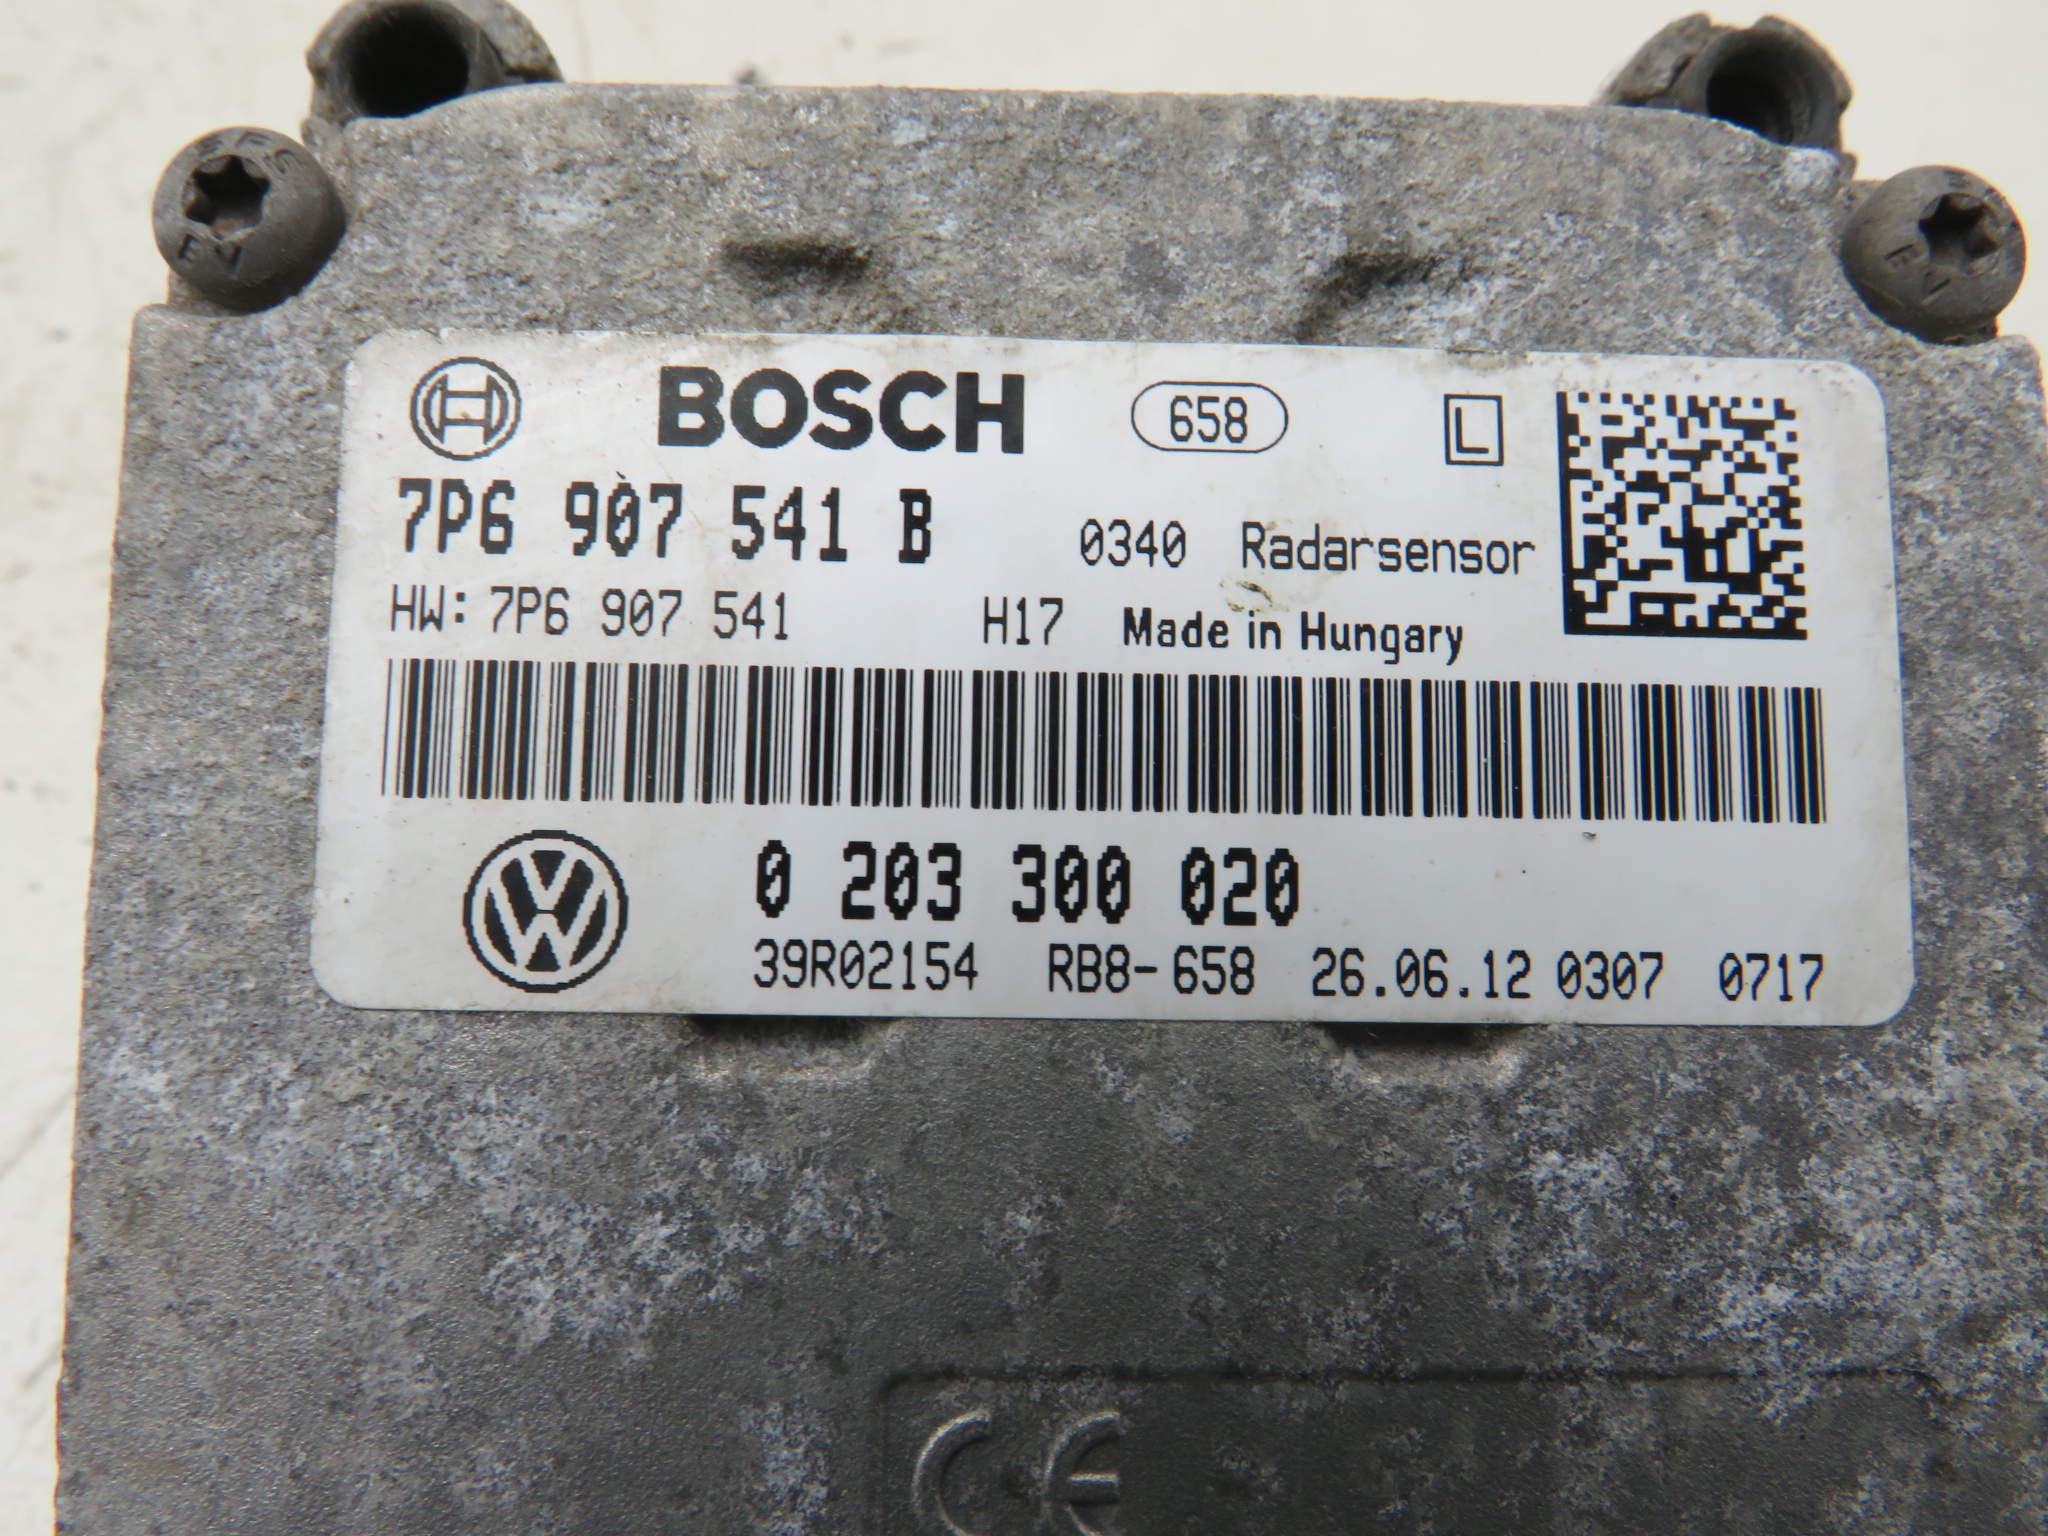 BOSCH 658 L
7P6 907 541 B 0340 Radarsensor
HW: 7P6 907 541 H17 Made in Hungary
0 203 300 020
39R02154 RB8-658 26.06.12 0307 0717
CE